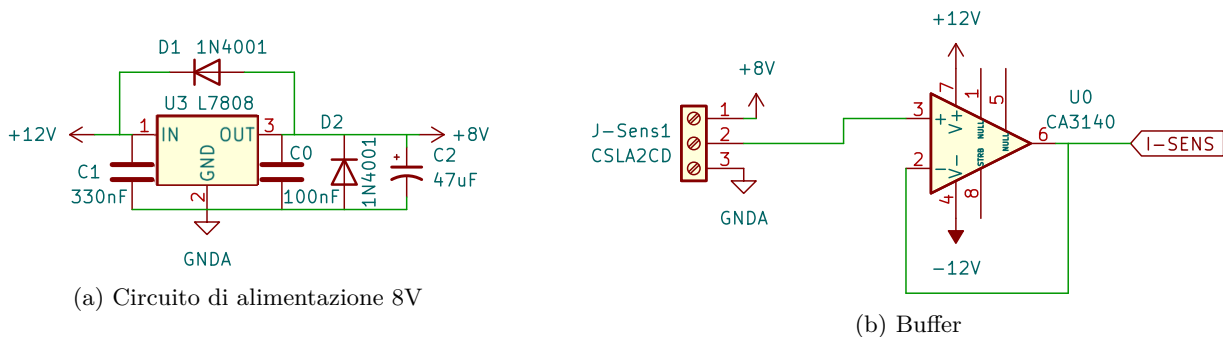 D1 1N4001
U3 L7808
+12V
1
IN
OUT
3
GND
2
D2
+8V
C1
330nF
C0
100nF
1N4001
+
C2
47uF
GNDA
(a) Circuito di alimentazione 8V
+8V
J-Sens1
CSLA2CD
1
2
3
GNDA
+12V
7
1
5
U0
CA3140
3
+
V+
NULL
NULL
6
I-SENS
2
−
V-
STRB
4
8
-12V
(b) Buffer